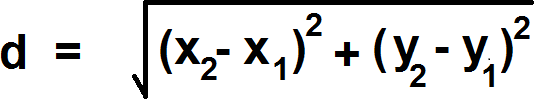 d = √(x₂- x₁)² + (y₂ - y₁)²